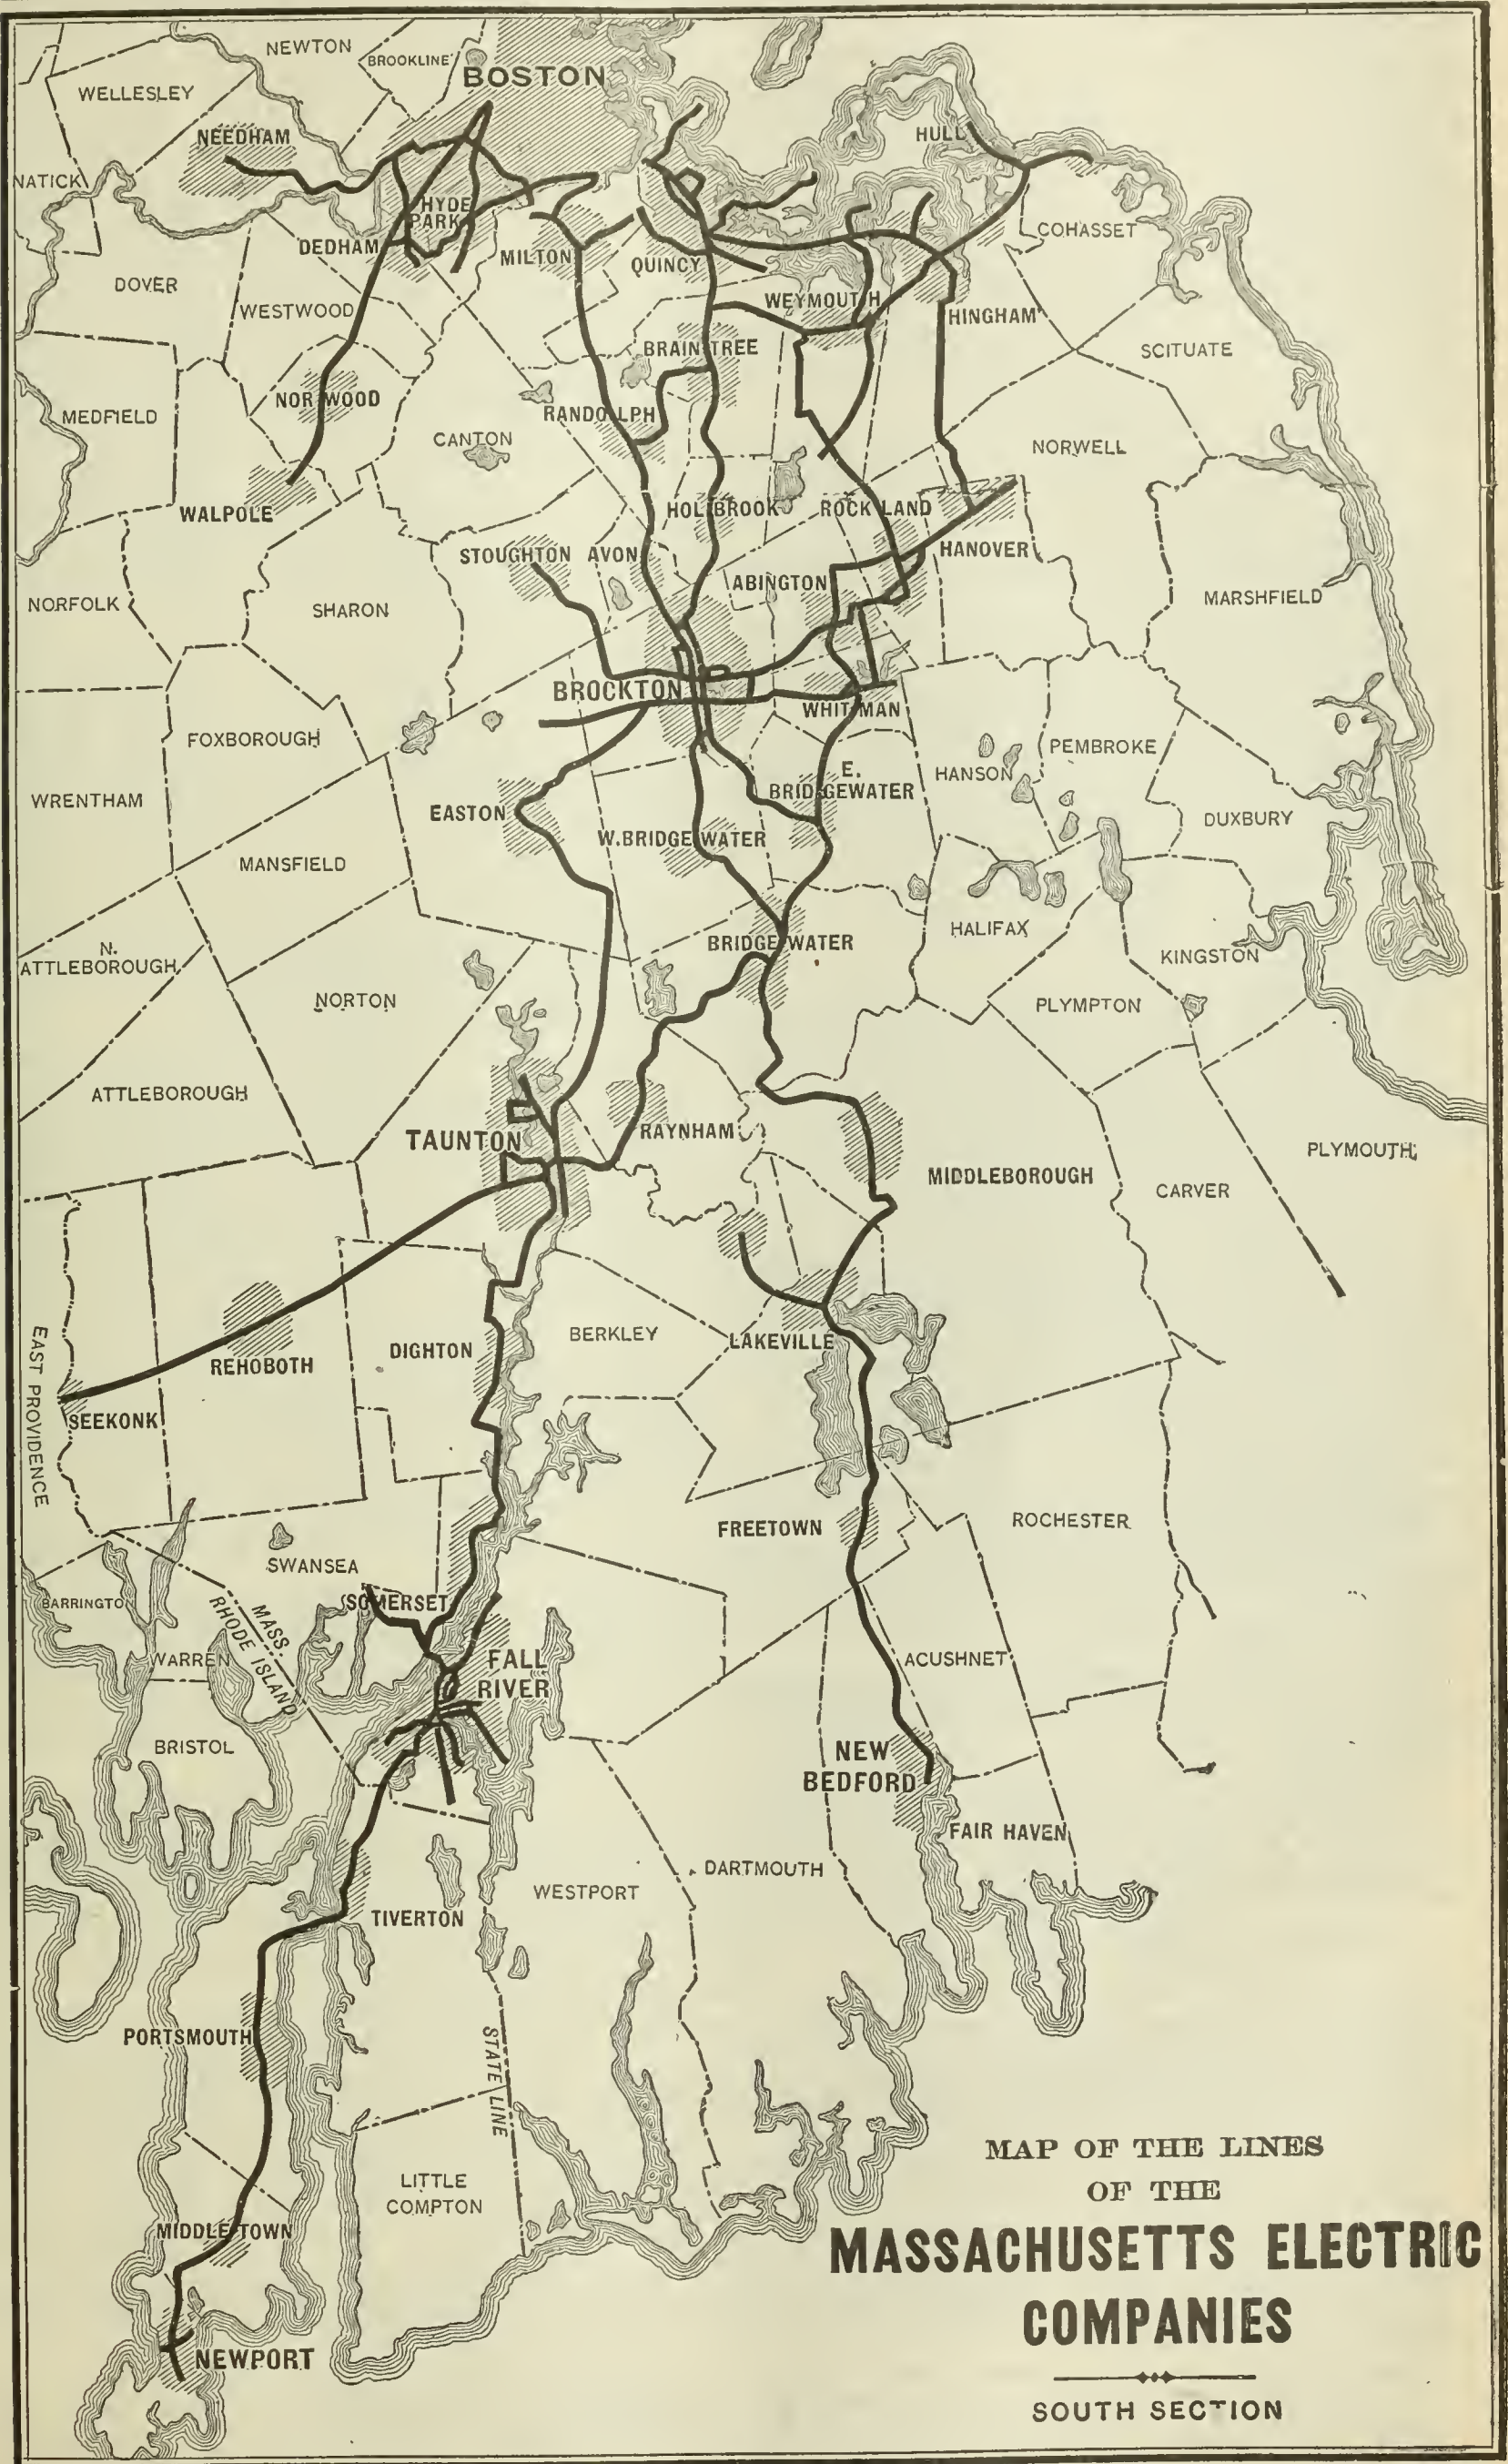 NEWTON
BROOKLINE
BOSTON
WELLESLEY
NEEDHAM
HULL
NATICK
HYDE
PARK
COHASSET
DEDHAM
MILTON
QUINCY
DOVER
WESTWOOD
WEYMOUTH
HINGHAM
BRAINTREE
SCITUATE
NORWOOD
MEDFIELD
RANDOLPH
CANTON
NORWELL
WALPOLE
HOLBROOK
ROCKLAND
STOUGHTON
AVON
HANOVER
ABINGTON
NORFOLK
SHARON
MARSHFIELD
BROCKTON
WHITMAN
FOXBOROUGH
PEMBROKE
HANSON
E.
BRIDGEWATER
WRENTHAM
EASTON
DUXBURY
W. BRIDGEWATER
MANSFIELD
HALIFAX
BRIDGEWATER
N.
ATTLEBOROUGH
KINGSTON
NORTON
PLYMPTON
ATTLEBOROUGH
TAUNTON
RAYNHAM
PLYMOUTH
MIDDLEBOROUGH
CARVER
BERKLEY
LAKEVILLE
DIGHTON
REHOBOTH
EAST PROVIDENCE
SEEKONK
FREETOWN
ROCHESTER
SWANSEA
SOMERSET
BARRINGTON
MASS.
RHODE ISLAND
WARREN
FALL
RIVER
ACUSHNET
BRISTOL
NEW
BEDFORD
FAIR HAVEN
DARTMOUTH
WESTPORT
TIVERTON
PORTSMOUTH
STATE LINE
LITTLE
COMPTON
MIDDLETOWN
NEWPORT
MAP OF THE LINES
OF THE
MASSACHUSETTS ELECTRIC
COMPANIES
SOUTH SECTION